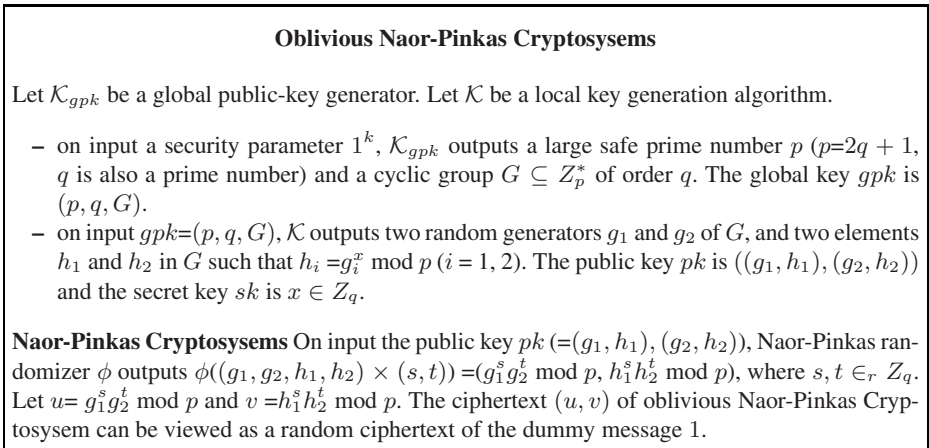 Oblivious Naor-Pinkas Cryptosysems
Let 𝒦_{gpk} be a global public-key generator. Let 𝒦 be a local key generation algorithm.
– on input a security parameter 1^k, 𝒦_{gpk} outputs a large safe prime number p (p=2q + 1,
q is also a prime number) and a cyclic group G ⊆ Z_p^* of order q. The global key gpk is
(p, q, G).
– on input gpk=(p, q, G), 𝒦 outputs two random generators g_1 and g_2 of G, and two elements
h_1 and h_2 in G such that h_i =g_i^x mod p (i = 1, 2). The public key pk is ((g_1, h_1), (g_2, h_2))
and the secret key sk is x ∈ Z_q.
Naor-Pinkas Cryptosysems On input the public key pk (=(g_1, h_1), (g_2, h_2)), Naor-Pinkas ran-
domizer ϕ outputs ϕ((g_1, g_2, h_1, h_2) × (s, t)) =(g_1^s g_2^t mod p, h_1^s h_2^t mod p), where s, t ∈_r Z_q.
Let u= g_1^s g_2^t mod p and v =h_1^s h_2^t mod p. The ciphertext (u, v) of oblivious Naor-Pinkas Cryp-
tosysem can be viewed as a random ciphertext of the dummy message 1.